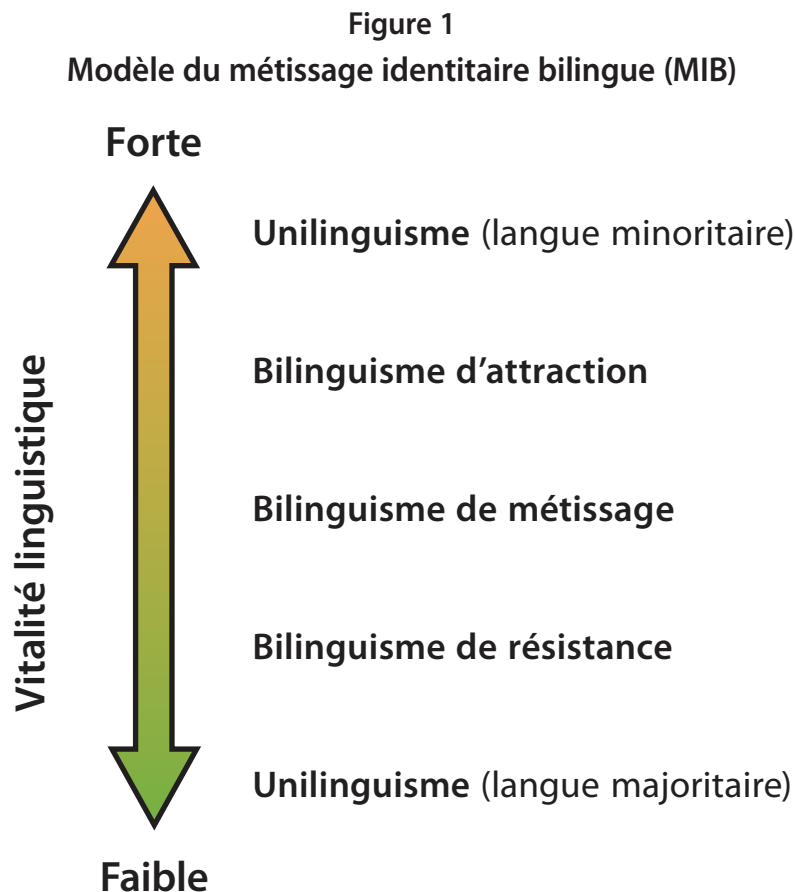 Figure 1
Modèle du métissage identitaire bilingue (MIB)
Forte
Unilinguisme (langue minoritaire)
Bilinguisme d’attraction
Bilinguisme de métissage
Bilinguisme de résistance
Unilinguisme (langue majoritaire)
Vitalité linguistique
Faible